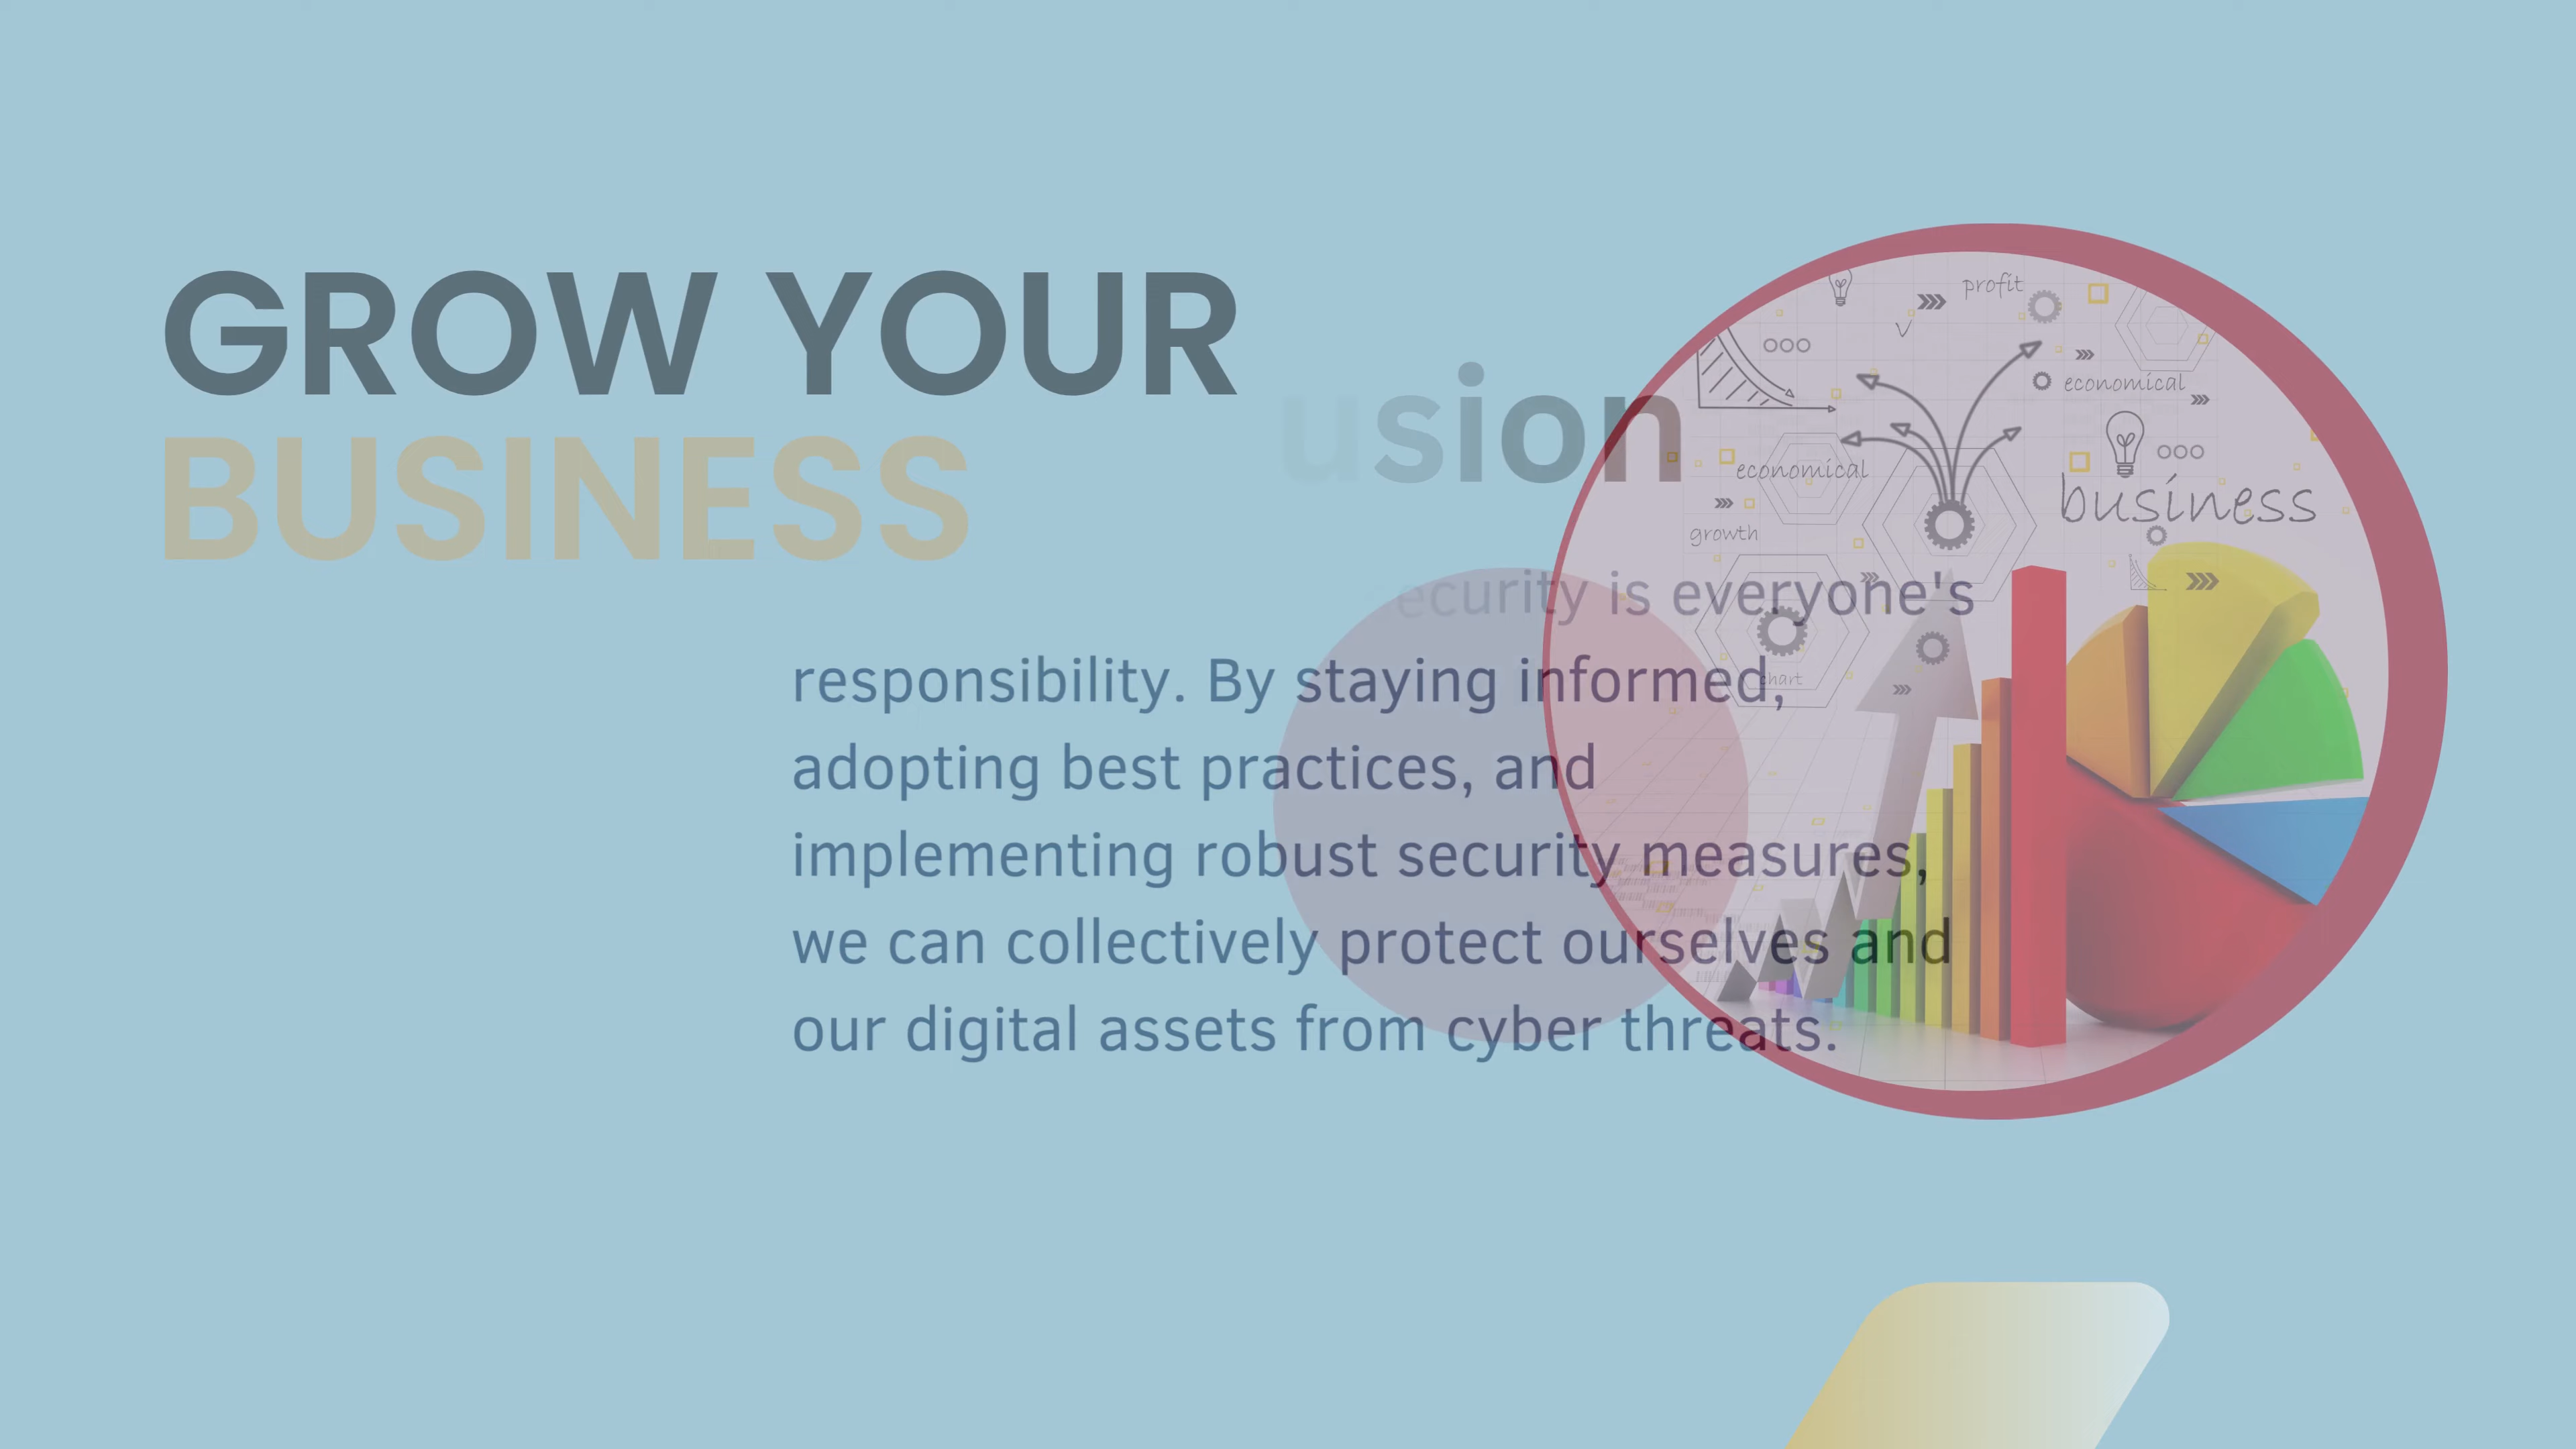 GROW YOUR
BUSINESS
usion
ecurity is everyone's
responsibility. By staying informed,
adopting best practices, and
implementing robust security measures,
we can collectively protect ourselves and
our digital assets from cyber threats.
profit
economical
economical
business
growth
chart